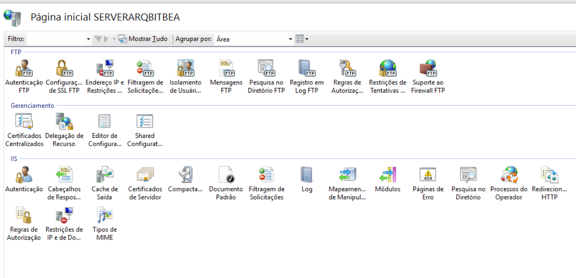 Página inicial SERVERARQBITBEA
Filtro: Ir Mostrar Tudo Agrupar por: Área
FTP
Autenticação FTP
Configuraç... de SSL FTP
Endereço IP e Restrições ...
Filtragem de Solicitaçõe...
Isolamento de Usuári...
Mensagens FTP
Pesquisa no Diretório FTP
Registro em Log FTP
Regras de Autorizaç...
Restrições de Tentativas ...
Suporte ao Firewall FTP
Gerenciamento
Certificados Centralizados
Delegação de Recurso
Editor de Configura...
Shared Configurat...
IIS
Autenticação
Cabeçalhos de Respos...
Cache de Saída
Certificados de Servidor
Compacta...
Documento Padrão
Filtragem de Solicitações
Log
Mapeamen... de Manipul...
Módulos
Páginas de Erro
Pesquisa no Diretório
Processos do Operador
Redirecion... HTTP
Regras de Autorização
Restrições de IP e de Do...
Tipos de MIME